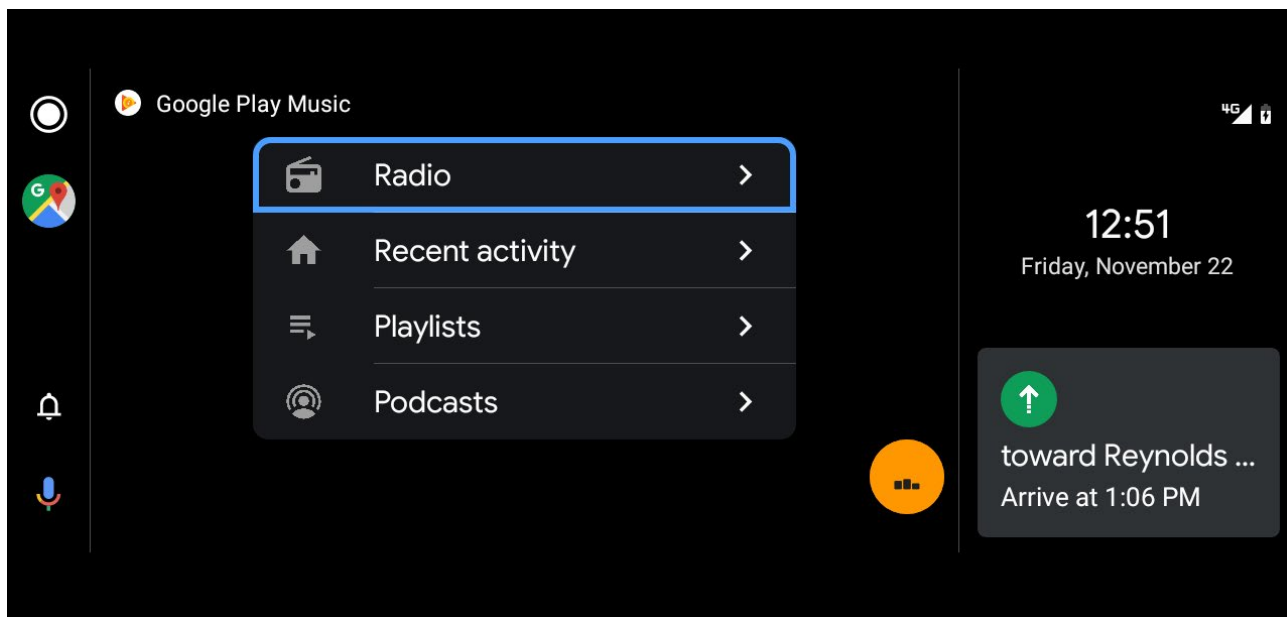 Google Play Music
4G
Radio
Recent activity
Playlists
Podcasts
12:51
Friday, November 22
toward Reynolds ...
Arrive at 1:06 PM